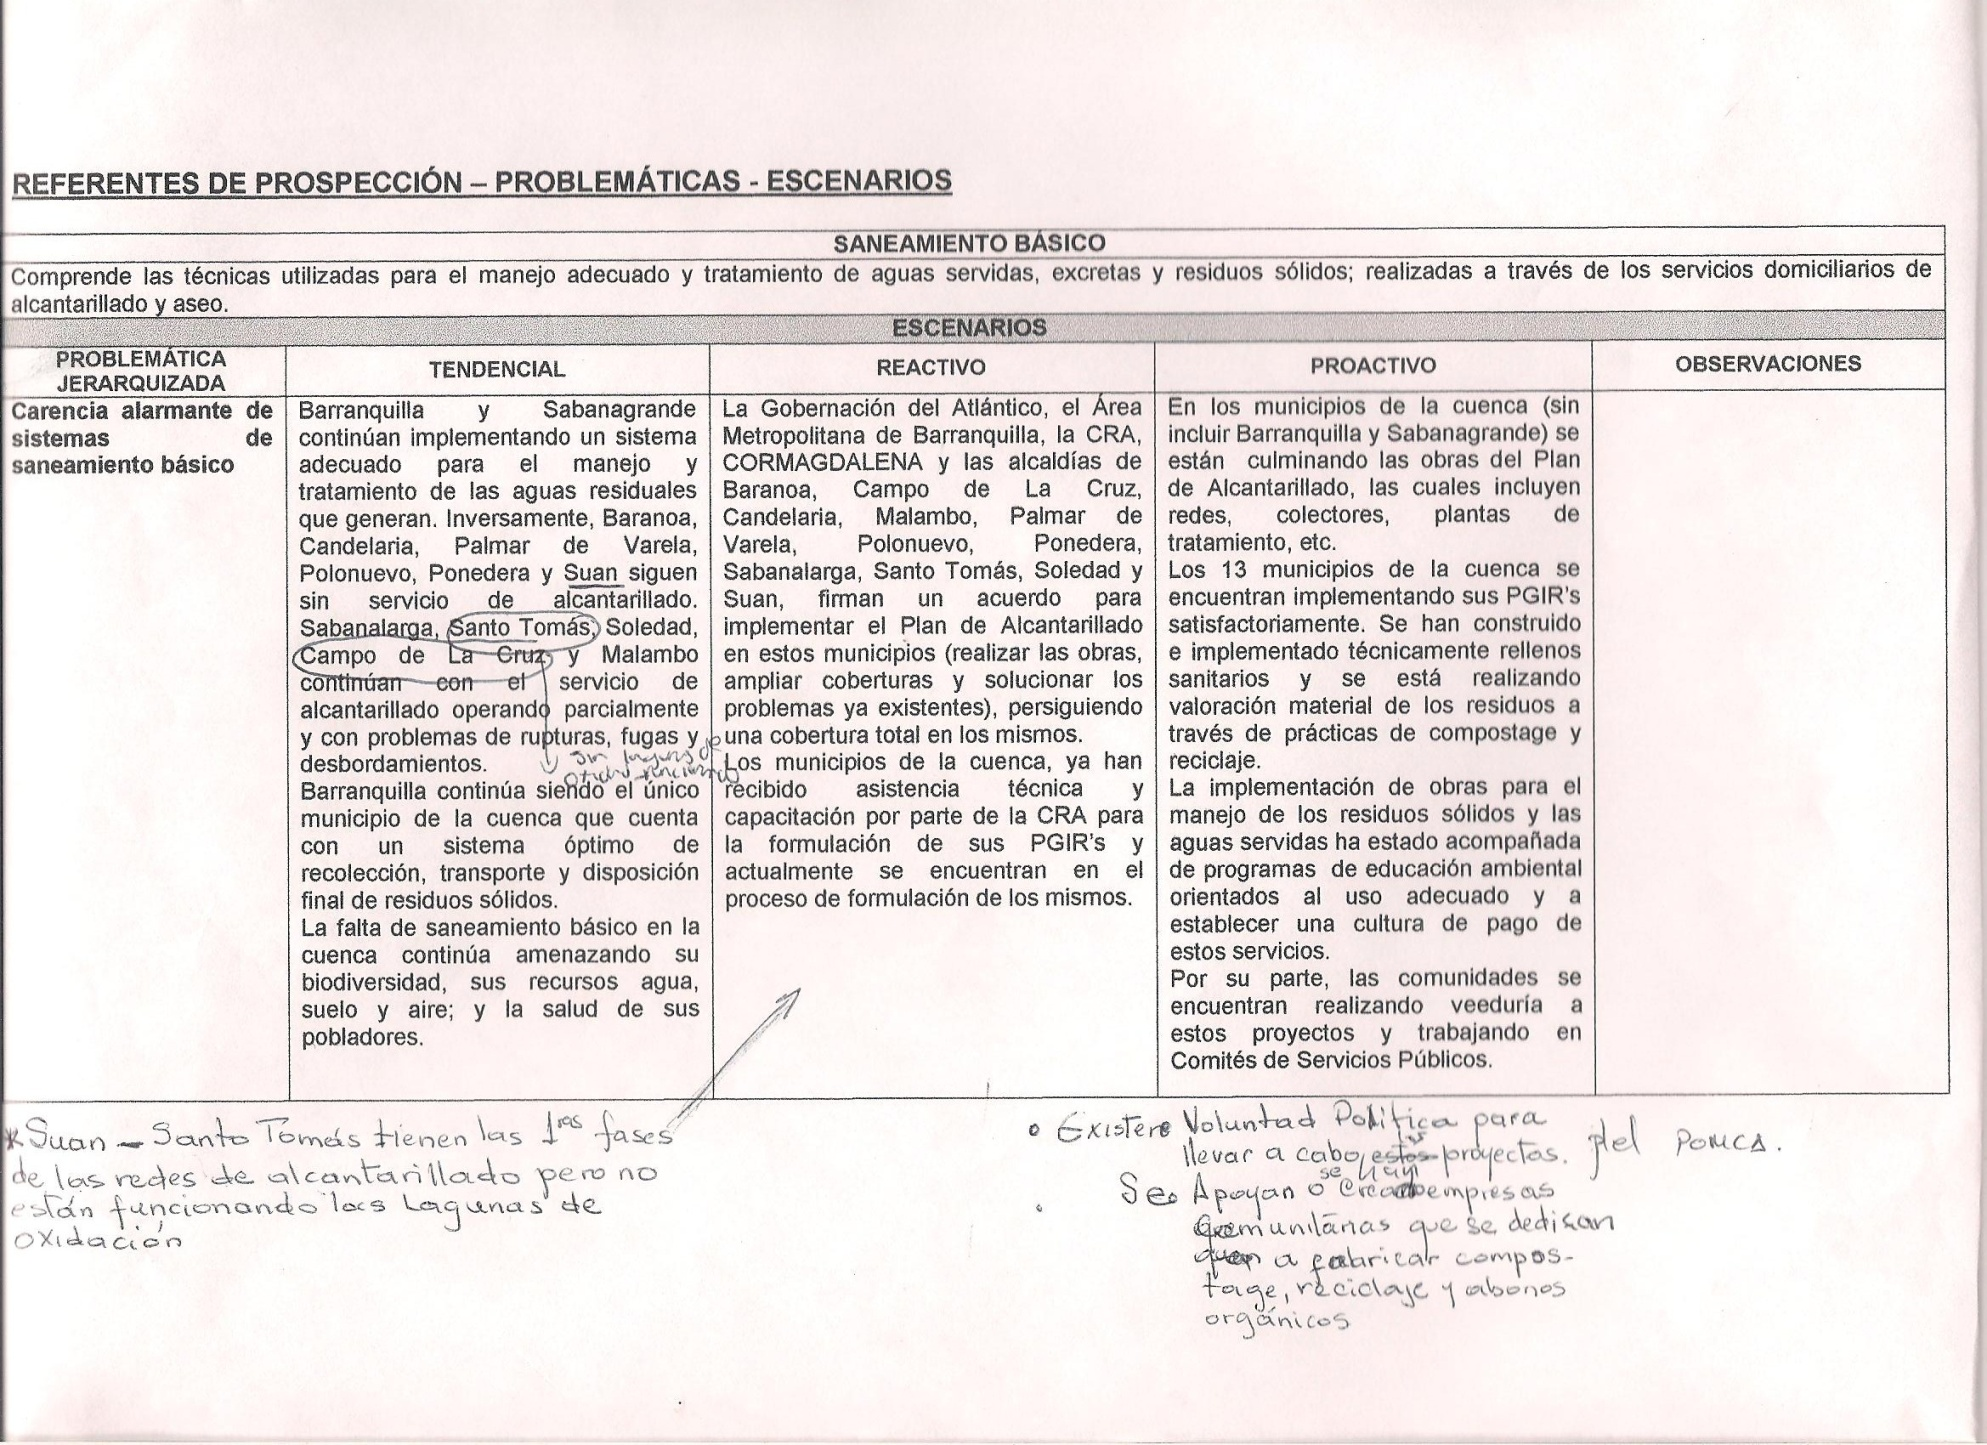 REFERENTES DE PROSPECCIÓN – PROBLEMÁTICAS - ESCENARIOS
SANEAMIENTO BÁSICO
Comprende las técnicas utilizadas para el manejo adecuado y tratamiento de aguas servidas, excretas y residuos sólidos; realizadas a través de los servicios domiciliarios de
alcantarillado y aseo.
ESCENARIOS
PROBLEMÁTICA
JERARQUIZADA
TENDENCIAL
REACTIVO
PROACTIVO
OBSERVACIONES
Carencia alarmante de
sistemas de
saneamiento básico
Barranquilla y Sabanagrande
continúan implementando un sistema
adecuado para el manejo y
tratamiento de las aguas residuales
que generan. Inversamente, Baranoa,
Candelaria, Palmar de Varela,
Polonuevo, Ponedera y Suan siguen
sin servicio de alcantarillado.
Sabanalarga, Santo Tomás, Soledad,
Campo de La Cruz y Malambo
continúan con el servicio de
alcantarillado operando parcialmente
y con problemas de rupturas, fugas y
desbordamientos.
Barranquilla continúa siendo el único
municipio de la cuenca que cuenta
con un sistema óptimo de
recolección, transporte y disposición
final de residuos sólidos.
La falta de saneamiento básico en la
cuenca continúa amenazando su
biodiversidad, sus recursos agua,
suelo y aire; y la salud de sus
pobladores.
sin lagunas de
La Gobernación del Atlántico, el Área
Metropolitana de Barranquilla, la CRA,
CORMAGDALENA y las alcaldías de
Baranoa, Campo de La Cruz,
Candelaria, Malambo, Palmar de
Varela, Polonuevo, Ponedera,
Sabanalarga, Santo Tomás, Soledad y
Suan, firman un acuerdo para
implementar el Plan de Alcantarillado
en estos municipios (realizar las obras,
ampliar coberturas y solucionar los
problemas ya existentes), persiguiendo
una cobertura total en los mismos.
Los municipios de la cuenca, ya han
recibido asistencia técnica y
capacitación por parte de la CRA para
la formulación de sus PGIR's y
actualmente se encuentran en el
proceso de formulación de los mismos.
En los municipios de la cuenca (sin
incluir Barranquilla y Sabanagrande) se
están culminando las obras del Plan
de Alcantarillado, las cuales incluyen
redes, colectores, plantas de
tratamiento, etc.
Los 13 municipios de la cuenca se
encuentran implementando sus PGIR's
satisfactoriamente. Se han construido
e implementado técnicamente rellenos
sanitarios y se está realizando
valoración material de los residuos a
través de prácticas de compostage y
reciclaje.
La implementación de obras para el
manejo de los residuos sólidos y las
aguas servidas ha estado acompañada
de programas de educación ambiental
orientados al uso adecuado y a
establecer una cultura de pago de
estos servicios.
Por su parte, las comunidades se
encuentran realizando veeduría a
estos proyectos y trabajando en
Comités de Servicios Públicos.
* Suan – Santo Tomás tienen las 1ras fases
de las redes de alcantarillado pero no
están funcionando las Lagunas de
oxidación
• Existere Voluntad Política para
llevar a cabo proyectos. del POMCA.
se han
• Se Apoyan o Creado empresas
que se dedican
a fabricar compos-
tage, reciclaje y abonos
orgánicos